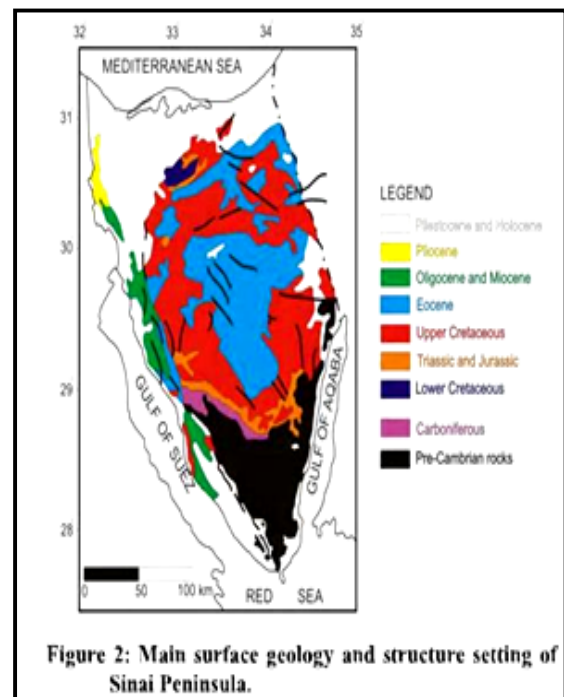 32 33 34 35
MEDITERRANEAN SEA
31
30
29
28
GULF OF SUEZ
GULF OF AQABA
0 50 100 km
RED SEA
LEGEND
Pliestocene and Holocene
Pliocene
Oligocene and Miocene
Eocene
Upper Cretaceous
Triassic and Jurassic
Lower Cretaceous
Carboniferous
Pre-Cambrian rocks
Figure 2: Main surface geology and structure setting of
Sinai Peninsula.